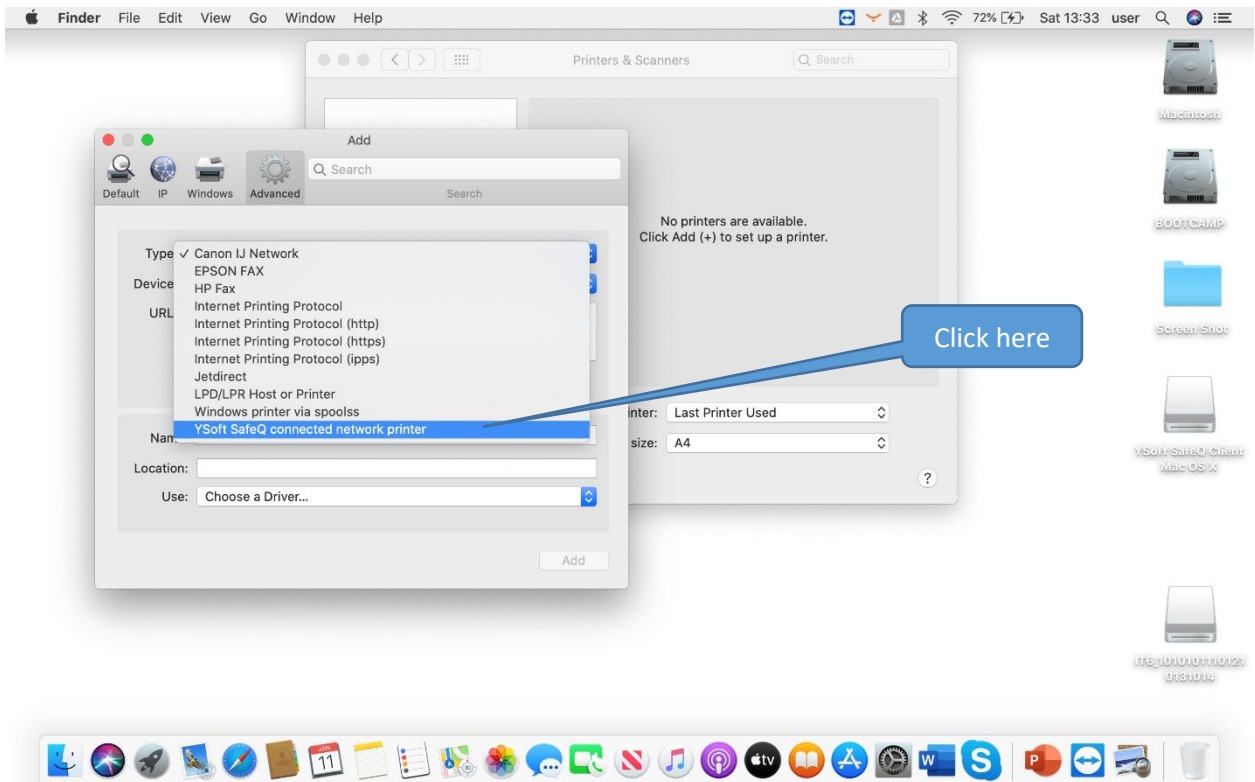 Finder File Edit View Go Window Help 72% Sat 13:33 user
Printers & Scanners Search
Macintosh
Add
Search
Default IP Windows Advanced Search
No printers are available.
Click Add (+) to set up a printer.
BOOTCAMP
Type ✓ Canon IJ Network
EPSON FAX
Device
HP Fax
Internet Printing Protocol
URL
Internet Printing Protocol (http)
Internet Printing Protocol (https)
Internet Printing Protocol (ipps)
Jetdirect
LPD/LPR Host or Printer
Windows printer via spoolss
YSoft SafeQ connected network printer
Click here
Screen Shot
inter: Last Printer Used
Nam
size: A4
YSoft SafeQ Client
Mac OS X
Location:
?
Use: Choose a Driver...
Add
IT6_1010101110121
0131014
JAN
11
tv
W
S
P